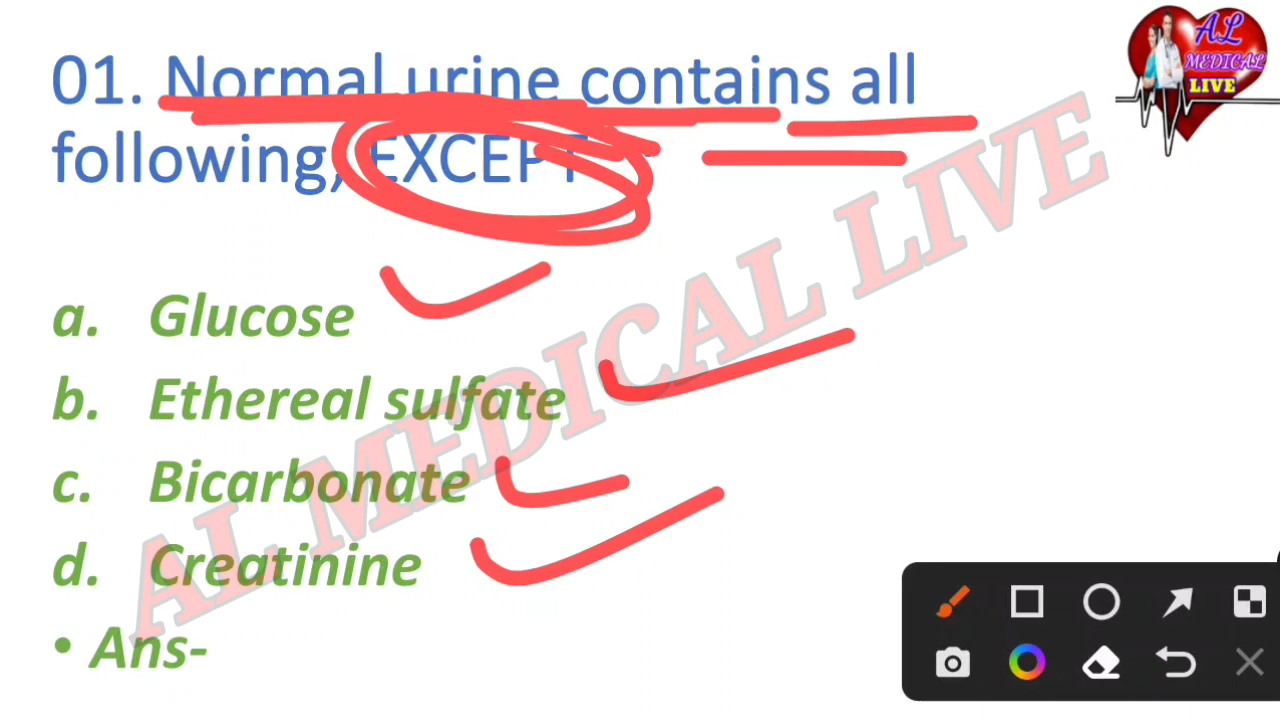 01. Normal urine contains all
following, EXCEPT
a. Glucose
b. Ethereal sulfate
c. Bicarbonate
d. Creatinine
• Ans-
AL MEDICAL LIVE
AL
MEDICAL
LIVE